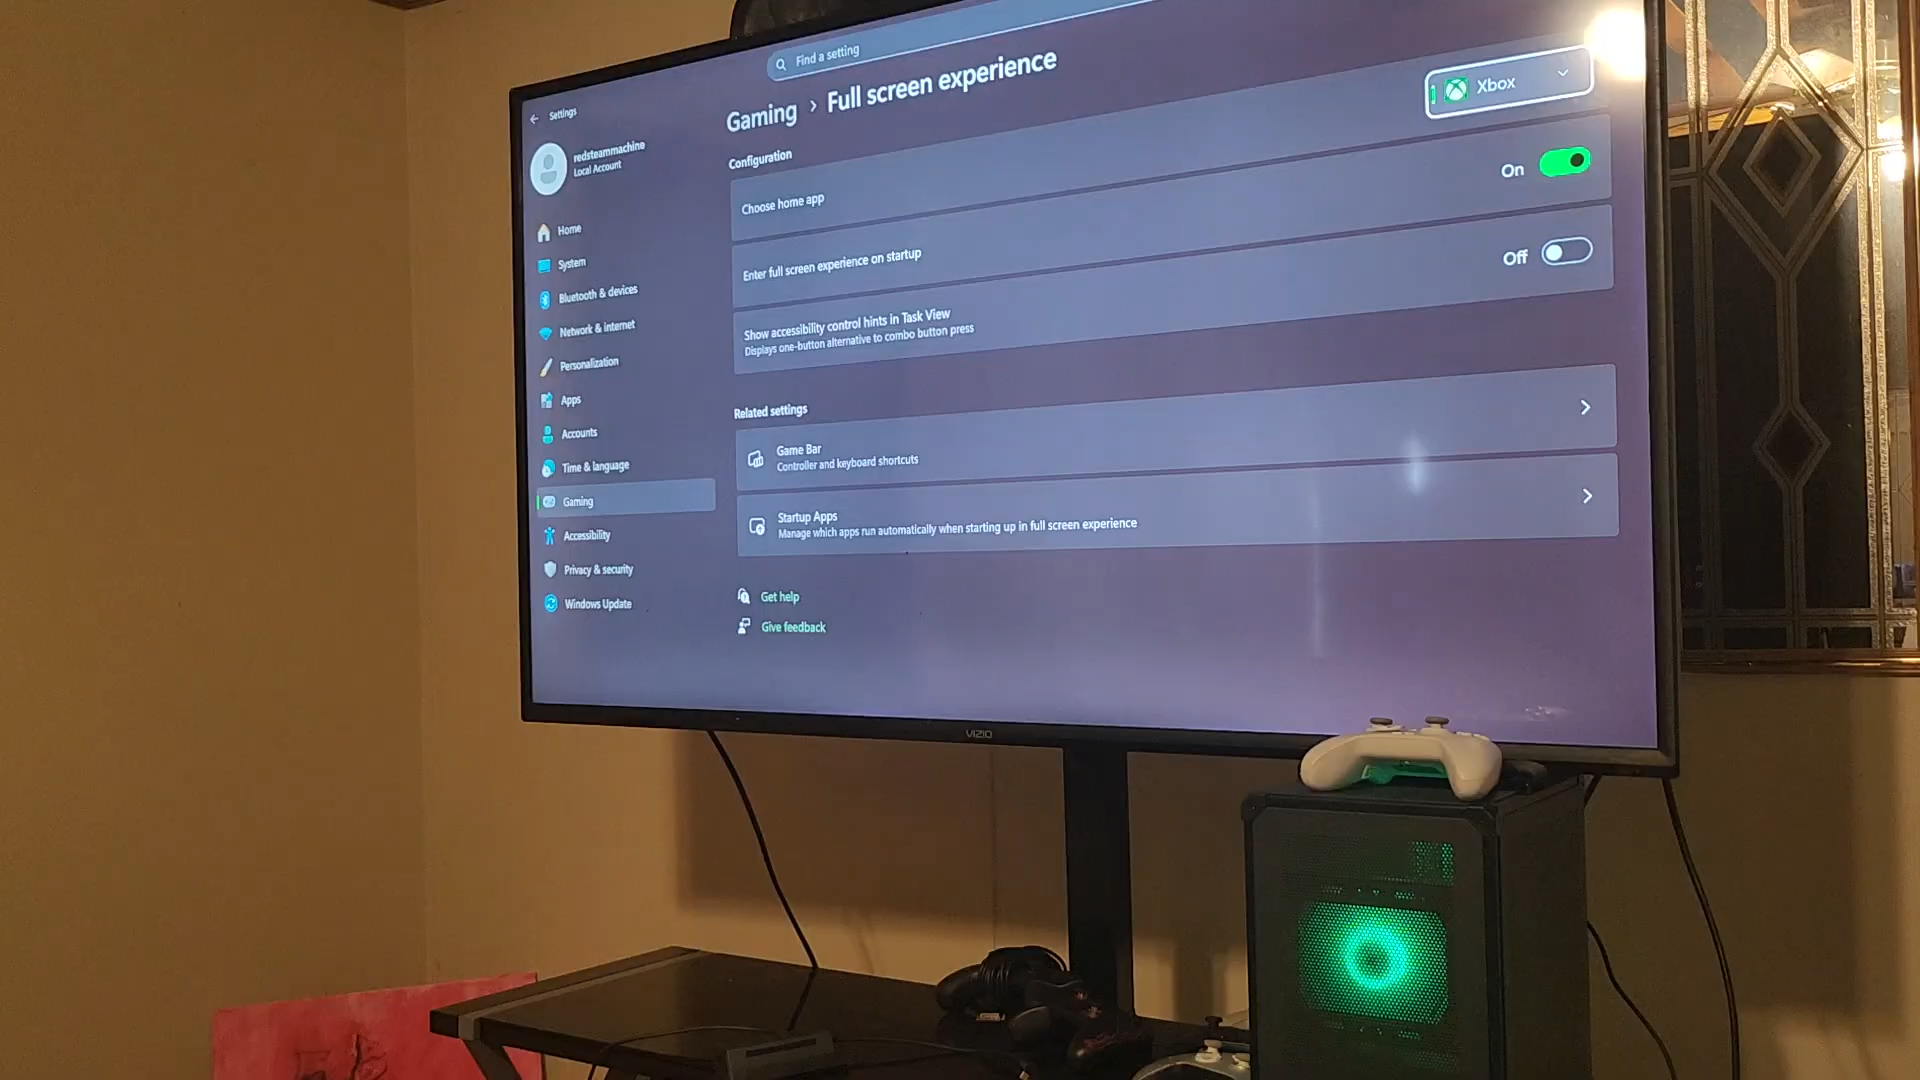 Find a setting
Settings
redsteammachine
Local Account
Home
System
Bluetooth & devices
Network & internet
Personalization
Apps
Accounts
Time & language
Gaming
Accessibility
Privacy & security
Windows Update
Gaming > Full screen experience
Configuration
Choose home app
Xbox
Enter full screen experience on startup
On
Show accessibility control hints in Task View
Displays one-button alternative to combo button press
Off
Related settings
Game Bar
Controller and keyboard shortcuts
Startup Apps
Manage which apps run automatically when starting up in full screen experience
Get help
Give feedback
VIZIO